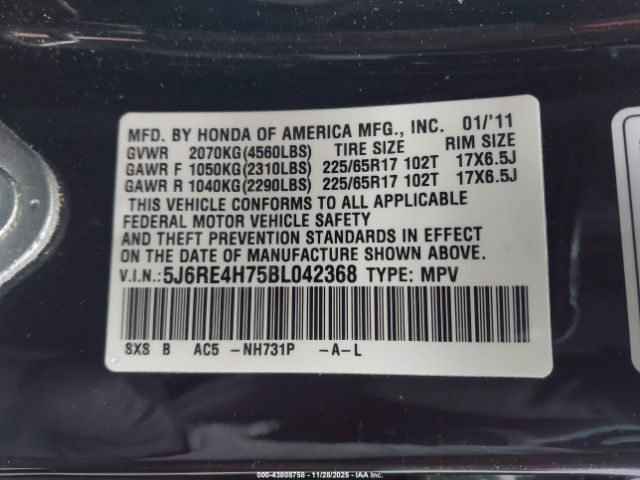 MFD. BY HONDA OF AMERICA MFG., INC. 01/'11
GVWR 2070KG(4560LBS) TIRE SIZE RIM SIZE
GAWR F 1050KG(2310LBS) 225/65R17 102T 17X6.5J
GAWR R 1040KG(2290LBS) 225/65R17 102T 17X6.5J
THIS VEHICLE CONFORMS TO ALL APPLICABLE
FEDERAL MOTOR VEHICLE SAFETY
AND THEFT PREVENTION STANDARDS IN EFFECT
ON THE DATE OF MANUFACTURE SHOWN ABOVE.
V.I.N.:5J6RE4H75BL042368 TYPE: MPV
SXS B AC5 -NH731P -A-L
000-43808758 - 11/28/2025 - IAA Inc.